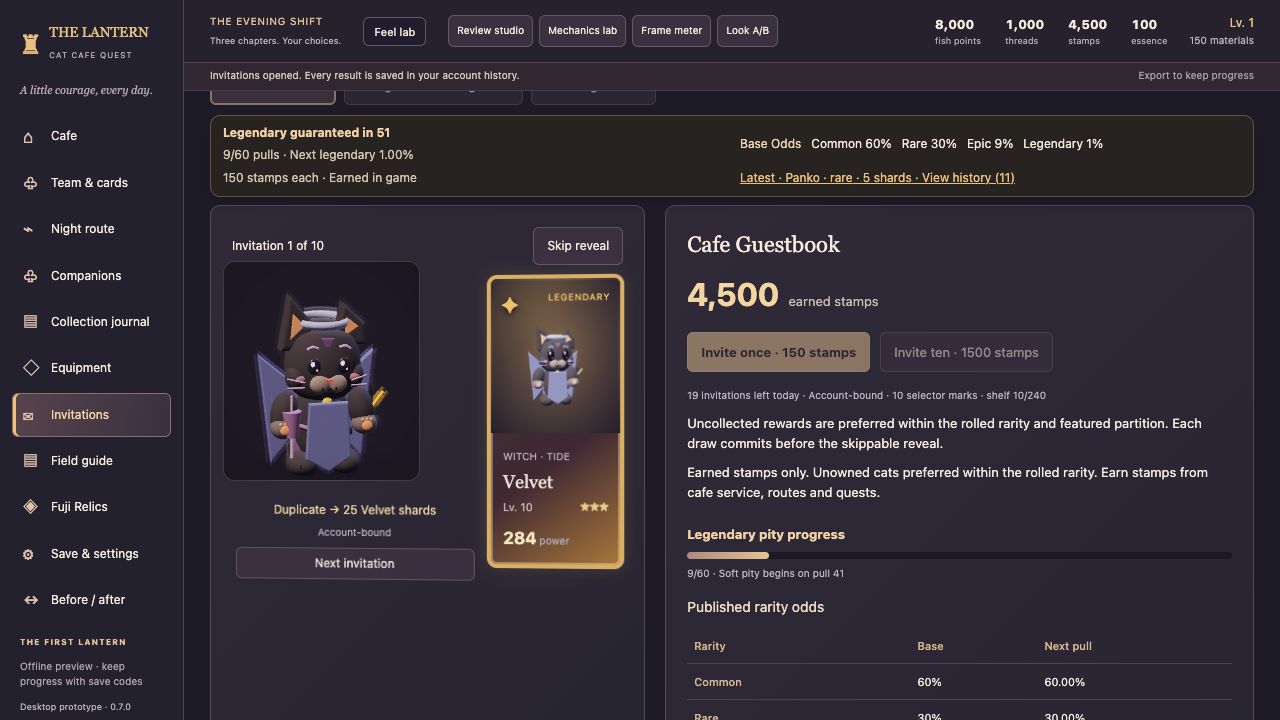 THE LANTERN
CAT CAFE QUEST
A little courage, every day.
Cafe
Team & cards
Night route
Companions
Collection journal
Equipment
Invitations
Field guide
Fuji Relics
Save & settings
Before / after
THE FIRST LANTERN
Offline preview · keep
progress with save codes
Desktop prototype · 0.7.0
THE EVENING SHIFT
Three chapters. Your choices.
Feel lab
Review studio
Mechanics lab
Frame meter
Look A/B
8,000
fish points
1,000
threads
4,500
stamps
100
essence
Lv. 1
150 materials
Invitations opened. Every result is saved in your account history.
Export to keep progress
Legendary guaranteed in 51
9/60 pulls · Next legendary 1.00%
150 stamps each · Earned in game
Base Odds Common 60% Rare 30% Epic 9% Legendary 1%
Latest · Panko · rare · 5 shards · View history (11)
Invitation 1 of 10
Skip reveal
LEGENDARY
WITCH · TIDE
Velvet
Lv. 10 ★★★
284 power
Duplicate → 25 Velvet shards
Account-bound
Next invitation
Cafe Guestbook
4,500 earned stamps
Invite once · 150 stamps
Invite ten · 1500 stamps
19 invitations left today · Account-bound · 10 selector marks · shelf 10/240
Uncollected rewards are preferred within the rolled rarity and featured partition. Each
draw commits before the skippable reveal.
Earned stamps only. Unowned cats preferred within the rolled rarity. Earn stamps from
cafe service, routes and quests.
Legendary pity progress
9/60 · Soft pity begins on pull 41
Published rarity odds
Rarity Base Next pull
Common 60% 60.00%
Rare 30% 30.00%